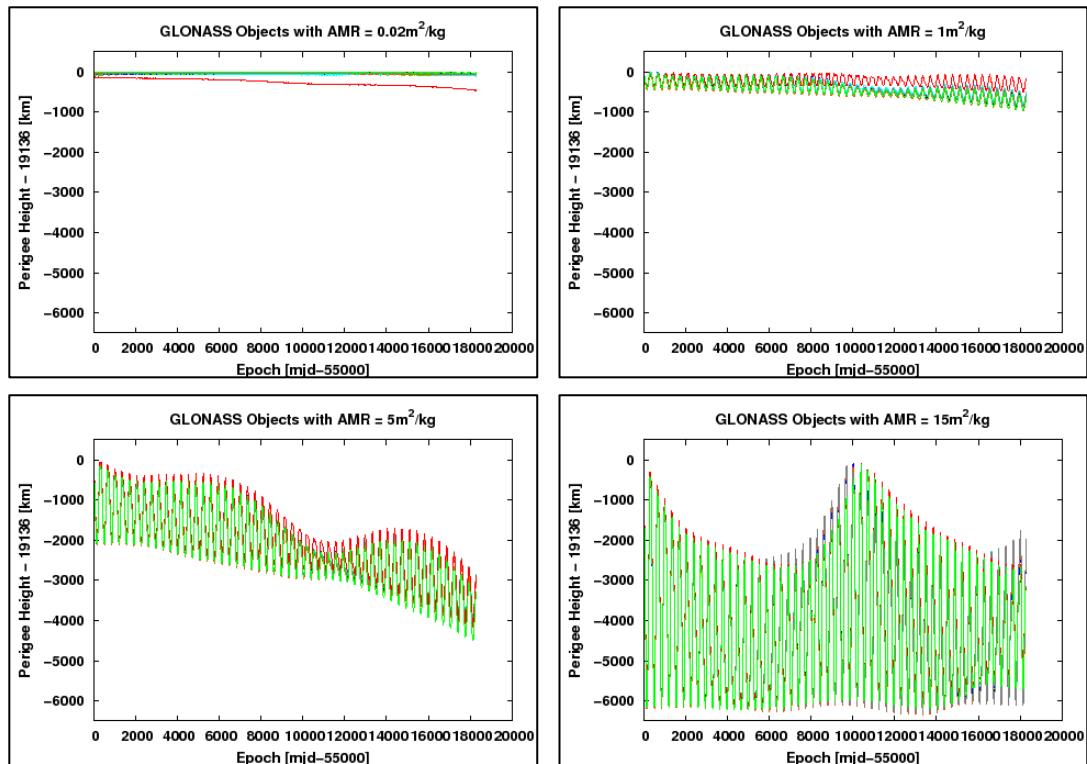 GLONASS Objects with AMR = 0.02m²/kg
Perigee Height − 19136 [km]
0
−1000
−2000
−3000
−4000
−5000
−6000
0 2000 4000 6000 8000 10000 12000 14000 16000 18000 20000
Epoch [mjd−55000]
GLONASS Objects with AMR = 1m²/kg
Perigee Height − 19136 [km]
0
−1000
−2000
−3000
−4000
−5000
−6000
0 2000 4000 6000 8000 10000 12000 14000 16000 18000 20000
Epoch [mjd−55000]
GLONASS Objects with AMR = 5m²/kg
Perigee Height − 19136 [km]
0
−1000
−2000
−3000
−4000
−5000
−6000
0 2000 4000 6000 8000 10000 12000 14000 16000 18000 20000
Epoch [mjd−55000]
GLONASS Objects with AMR = 15m²/kg
Perigee Height − 19136 [km]
0
−1000
−2000
−3000
−4000
−5000
−6000
0 2000 4000 6000 8000 10000 12000 14000 16000 18000 20000
Epoch [mjd−55000]